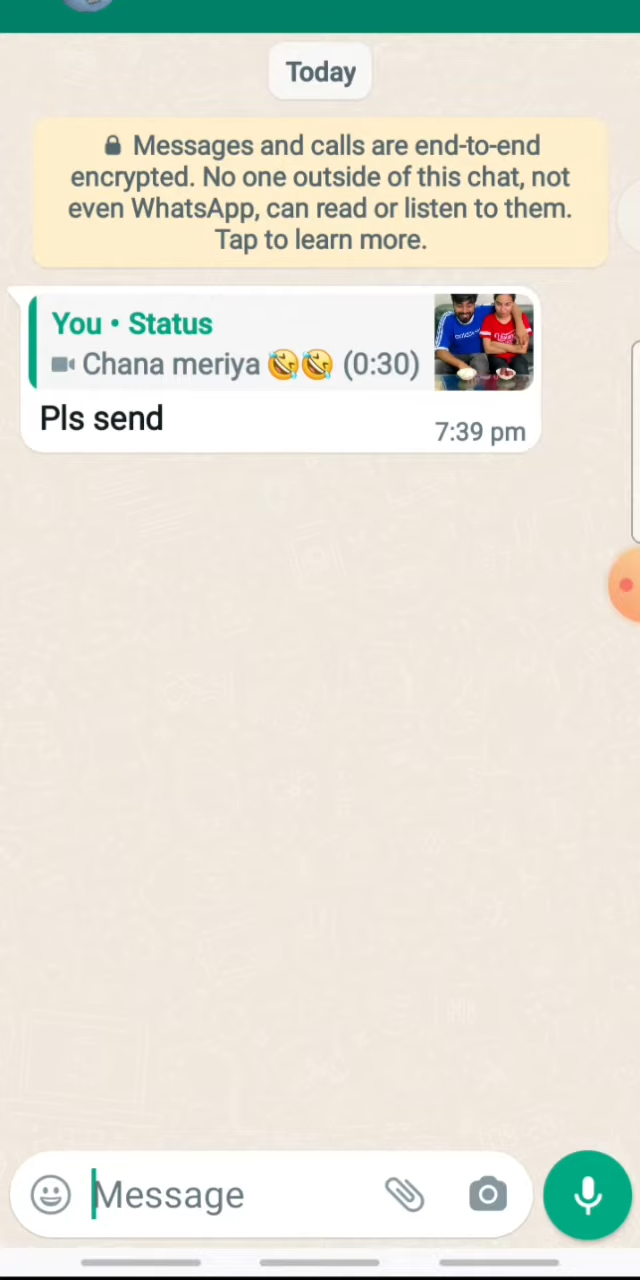 Today
Messages and calls are end-to-end
encrypted. No one outside of this chat, not
even WhatsApp, can read or listen to them.
Tap to learn more.
You • Status
Chana meriya 🤣🤣 (0:30)
Pls send
7:39 pm
Message